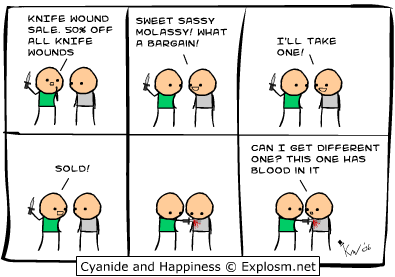 KNIFE WOUND
SALE. 50% OFF
ALL KNIFE
WOUNDS
SWEET SASSY
MOLASSY! WHAT
A BARGAIN!
I'LL TAKE
ONE!
SOLD!
CAN I GET DIFFERENT
ONE? THIS ONE HAS
BLOOD IN IT
Cyanide and Happiness © Explosm.net